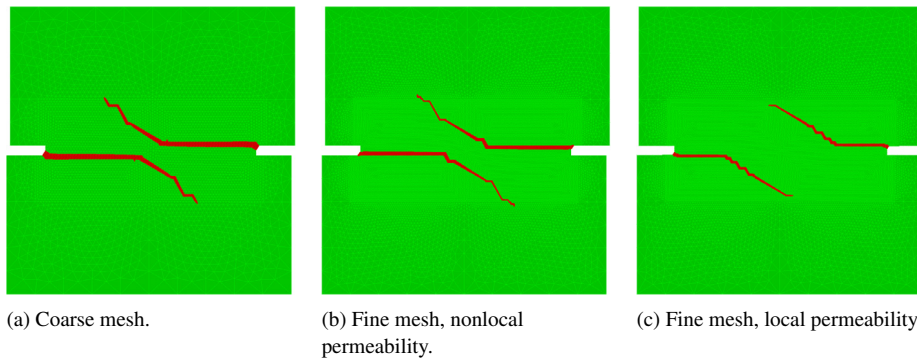 (a) Coarse mesh.
(b) Fine mesh, nonlocal
permeability.
(c) Fine mesh, local permeability